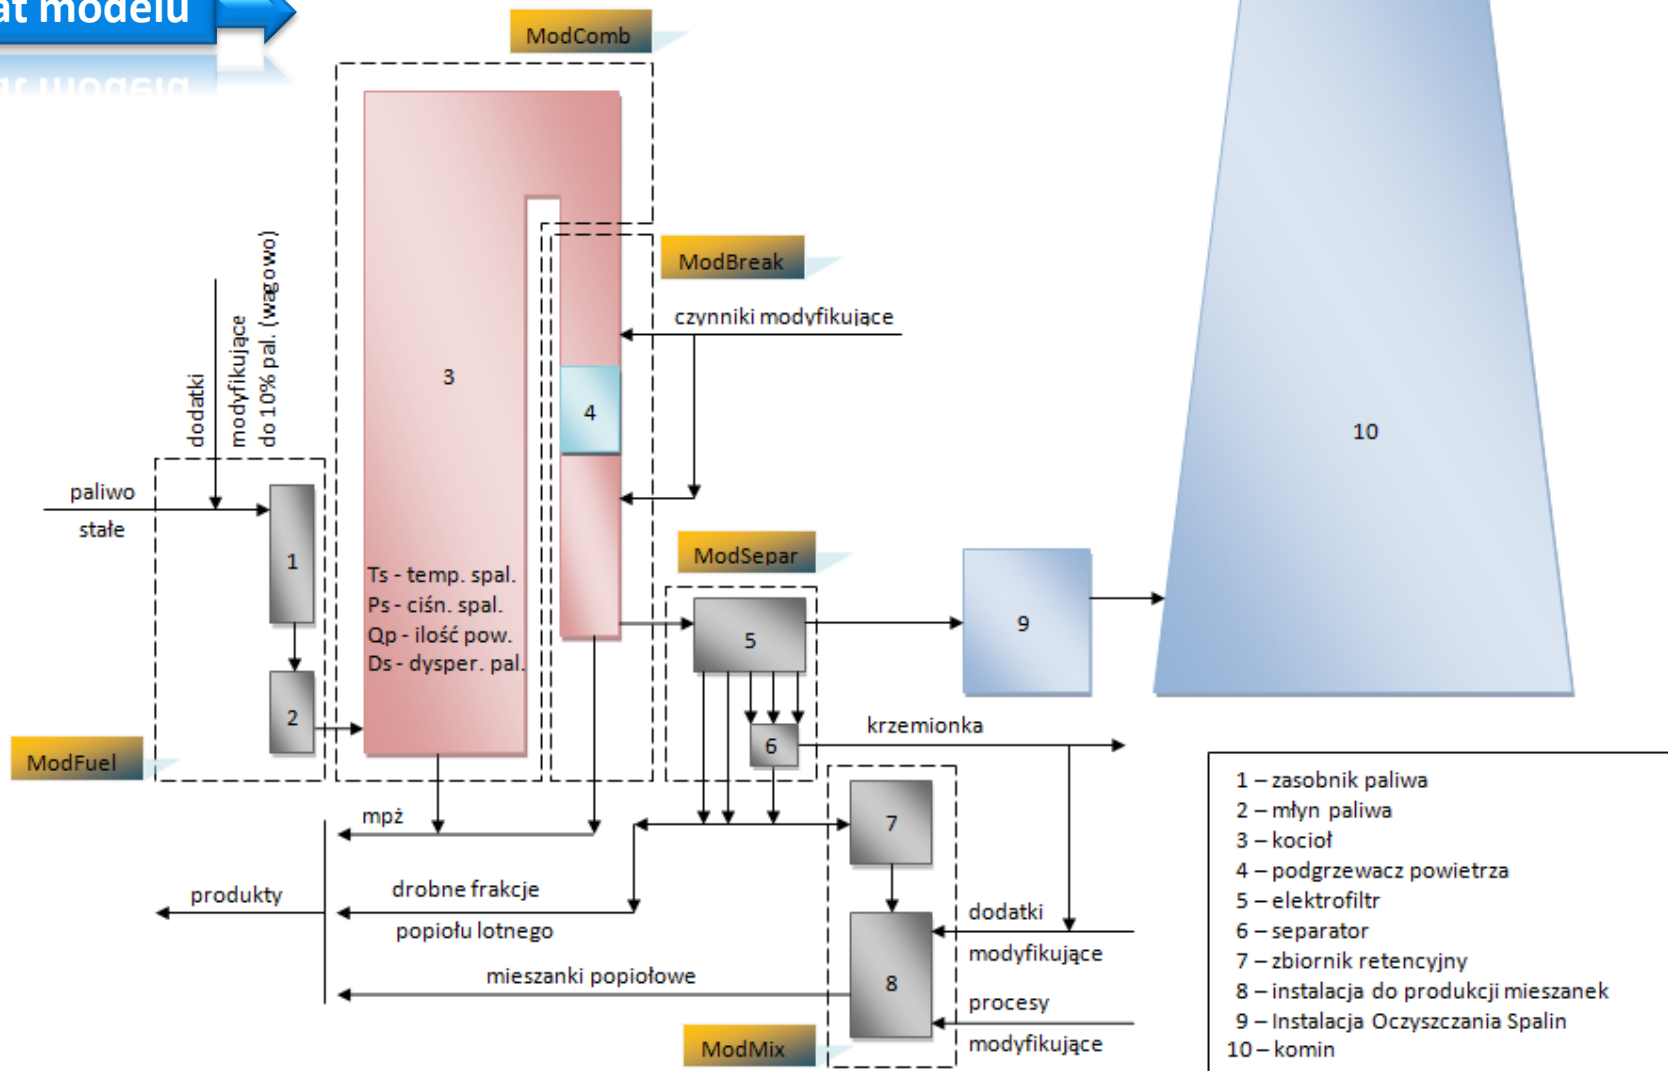 at modelu
ModComb
ModBreak
czynniki modyfikujące
dodatki
modyfikujące
do 10% pal. (wagowo)
3
4
10
paliwo
stałe
1
ModSepar
Ts - temp. spal.
Ps - ciśn. spal.
Qp - ilość pow.
Ds - dysper. pal.
5
9
2
krzemionka
6
ModFuel
mpż
7
produkty
drobne frakcje
popiołu lotnego
dodatki
modyfikujące
mieszanki popiołowe
8
procesy
modyfikujące
ModMix
1 – zasobnik paliwa
2 – młyn paliwa
3 – kocioł
4 – podgrzewacz powietrza
5 – elektrofiltr
6 – separator
7 – zbiornik retencyjny
8 – instalacja do produkcji mieszanek
9 – Instalacja Oczyszczania Spalin
10 – komin